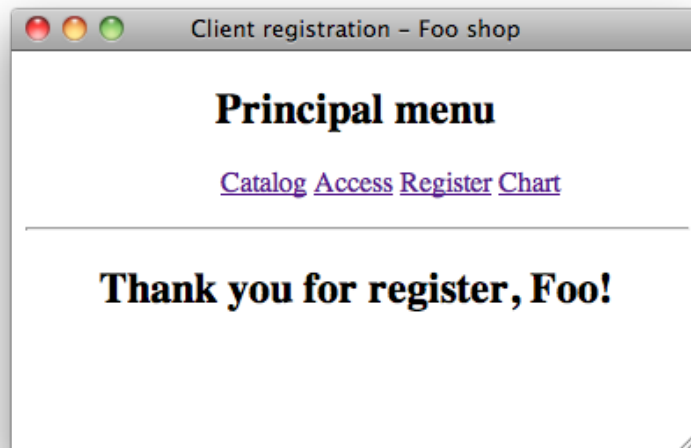 Client registration – Foo shop
Principal menu
Catalog Access Register Chart
Thank you for register, Foo!